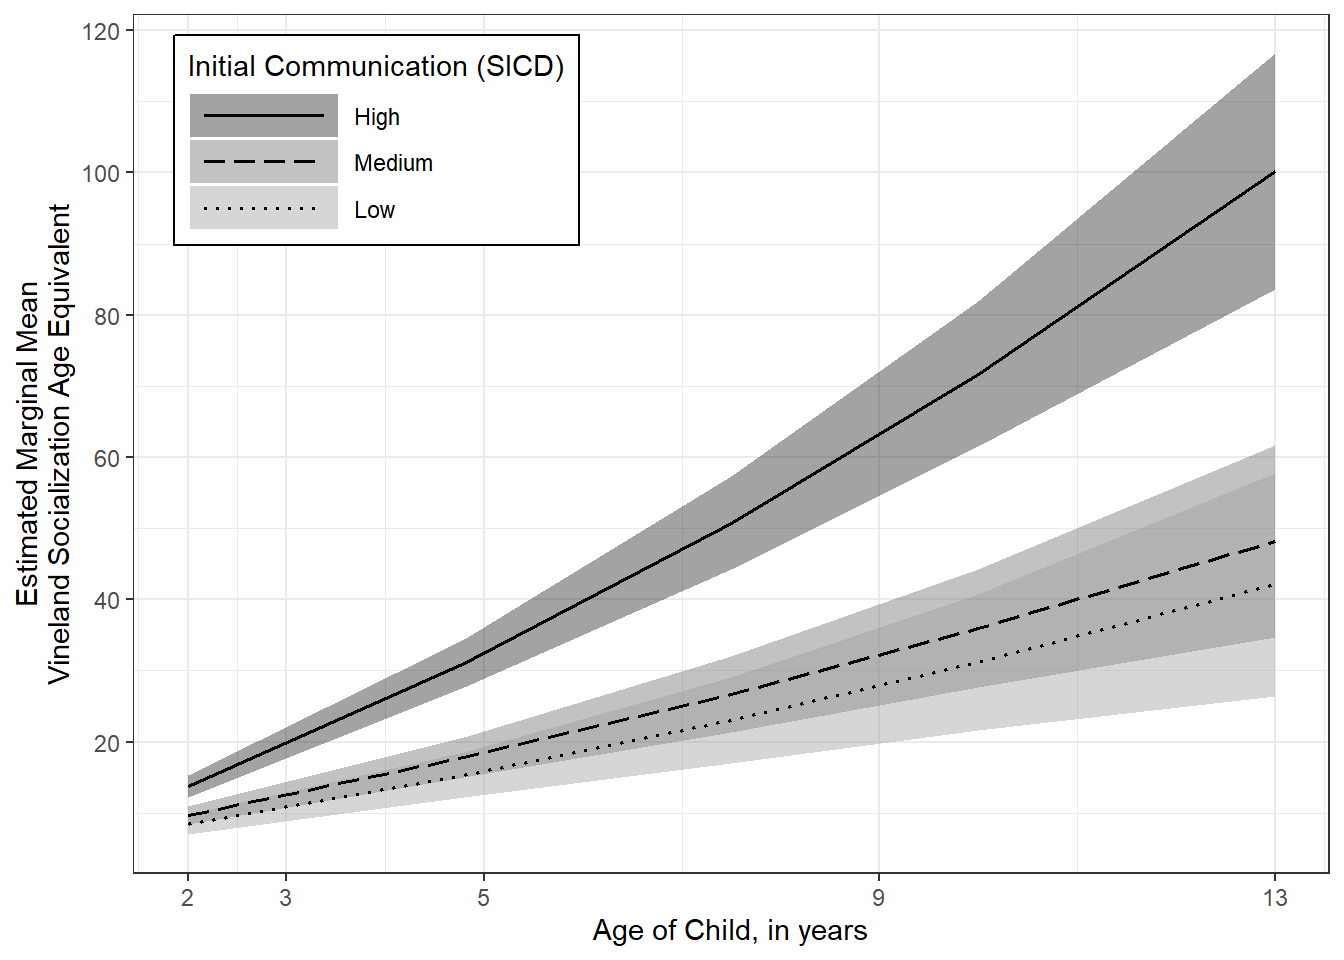 Initial Communication (SICD)
High
Medium
Low
Estimated Marginal Mean
Vineland Socialization Age Equivalent
120
100
80
60
40
20
2 3 5 9 13
Age of Child, in years